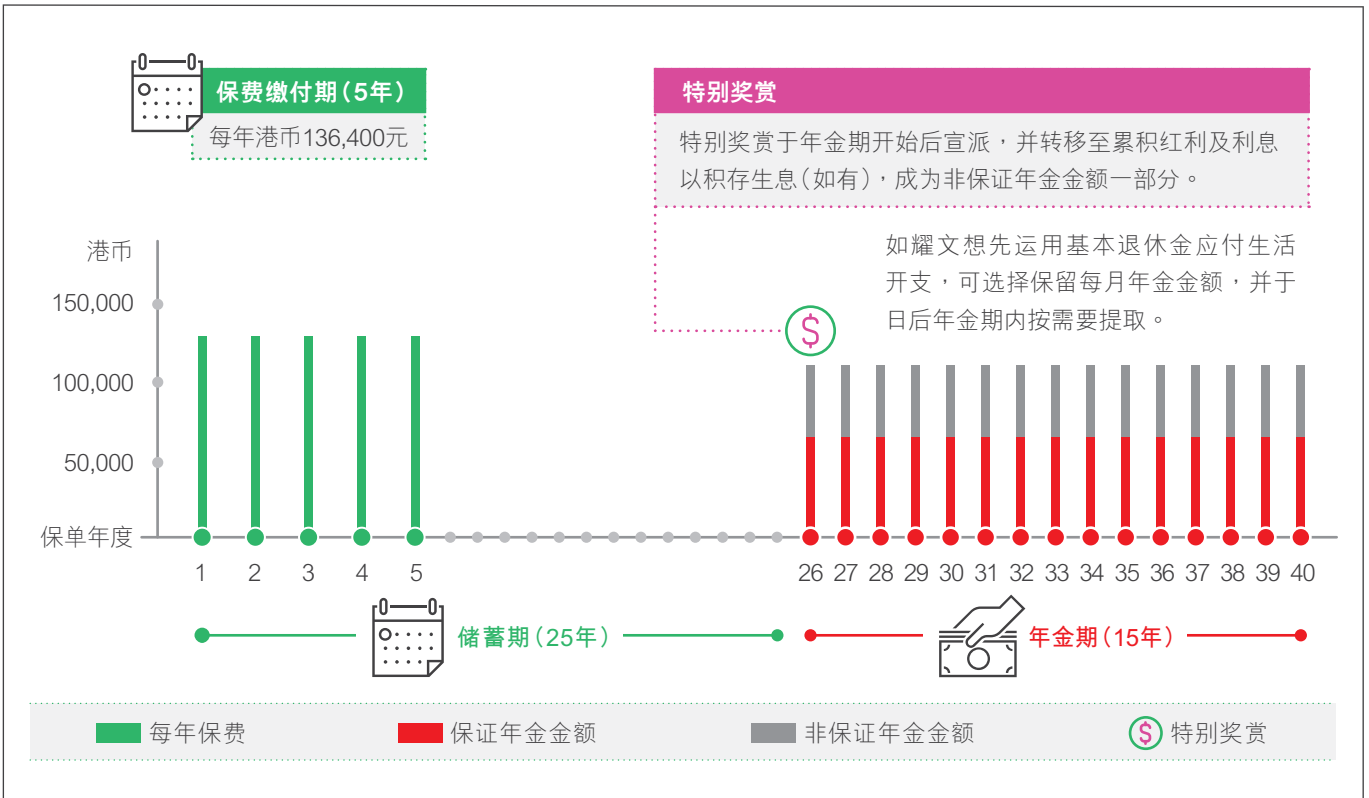 保费缴付期(5年)
每年港币136,400元
特别奖赏
特别奖赏于年金期开始后宣派，并转移至累积红利及利息
以积存生息(如有)，成为非保证年金金额一部分。
如耀文想先运用基本退休金应付生活
开支，可选择保留每月年金金额，并于
日后年金期内按需要提取。
港币
150,000
100,000
50,000
保单年度
1 2 3 4 5 26 27 28 29 30 31 32 33 34 35 36 37 38 39 40
储蓄期(25年) 年金期(15年)
每年保费 保证年金金额 非保证年金金额 $ 特别奖赏